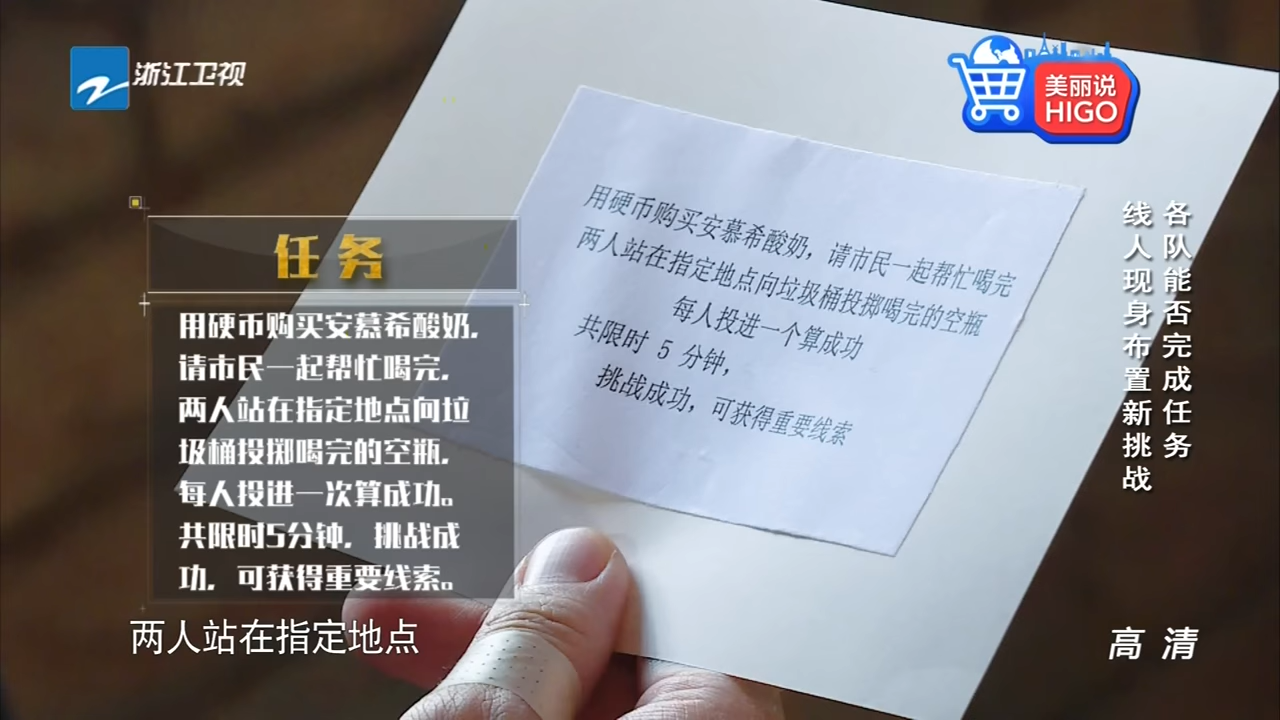 浙江卫视
美丽说
HIGO
用硬币购买安慕希酸奶，请市民一起帮忙喝完
两人站在指定地点向垃圾桶投掷喝完的空瓶
每人投进一个算成功
共限时 5 分钟，
挑战成功，可获得重要线索
任务
用硬币购买安慕希酸奶,
请市民一起帮忙喝完,
两人站在指定地点向垃
圾桶投掷喝完的空瓶,
每人投进一次算成功。
共限时5分钟, 挑战成
功, 可获得重要线索。
各队能否完成任务
线人现身布置新挑战
两人站在指定地点
高清